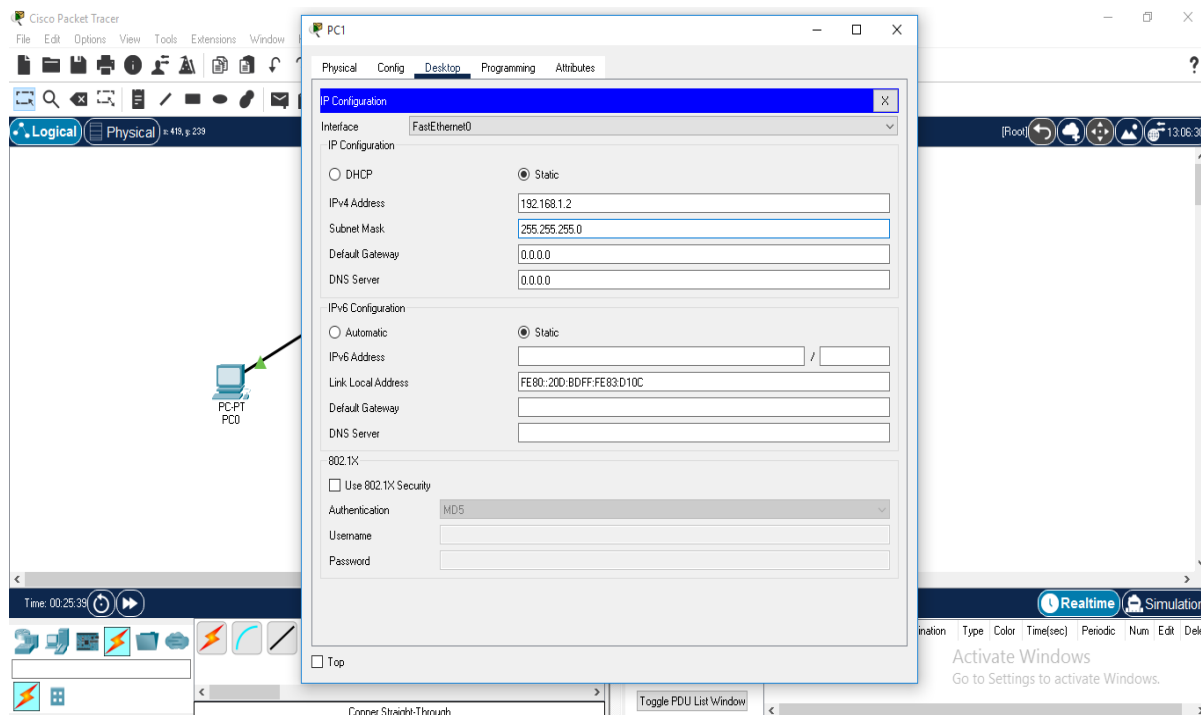 Cisco Packet Tracer
File Edit Options View Tools Extensions Window
PC1
Physical Config Desktop Programming Attributes
?
IP Configuration X
Interface FastEthernet0
Logical Physical x: 419, y: 239
[Root] 13:06:30
IP Configuration
DHCP Static
IPv4 Address 192.168.1.2
Subnet Mask 255.255.255.0
Default Gateway 0.0.0.0
DNS Server 0.0.0.0
IPv6 Configuration
Automatic Static
IPv6 Address /
Link Local Address FE80::20D:BDFF:FE83:D10C
Default Gateway
DNS Server
PC-PT
PC0
802.1X
Use 802.1X Security
Authentication MD5
Username
Password
Time: 00:25:39
Realtime Simulation
Type Color Time(sec) Periodic Num Edit
Top
Activate Windows
Go to Settings to activate Windows.
Toggle PDU List Window
Copper Straight-Through